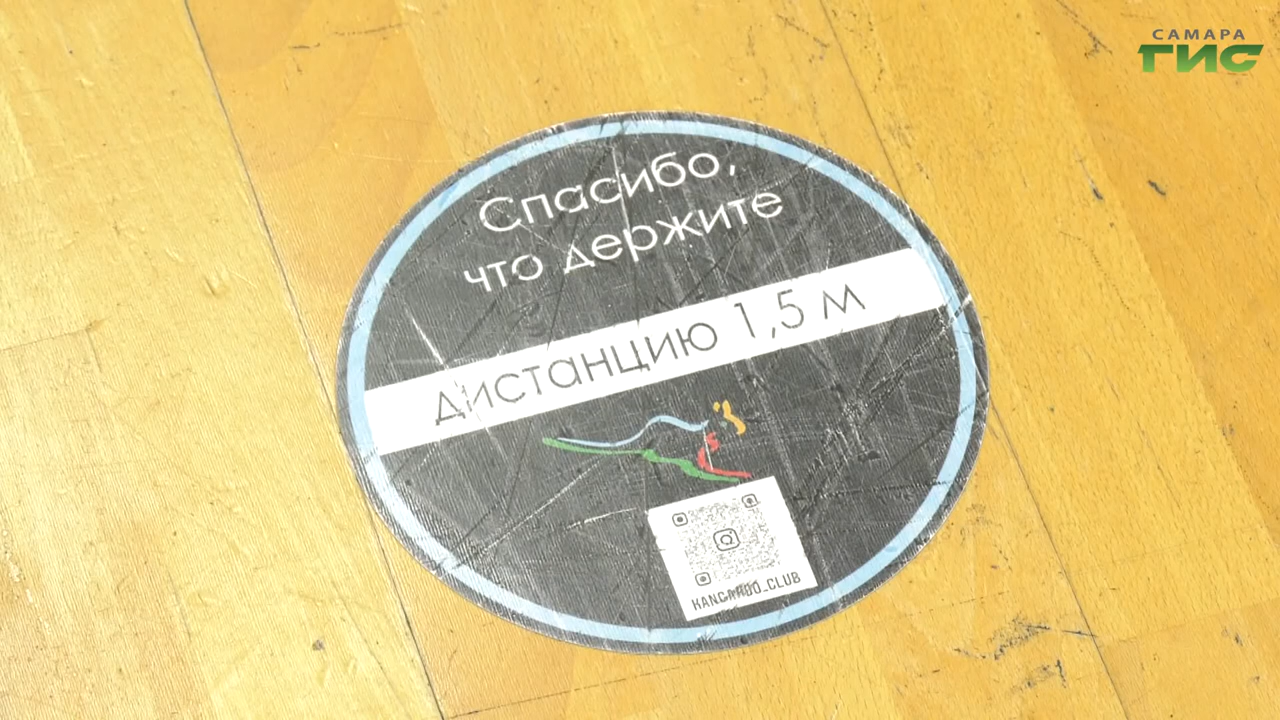 САМАРА
ГИС
Спасибо,
что держите
дистанцию 1,5 м
KANGAROO_CLUB